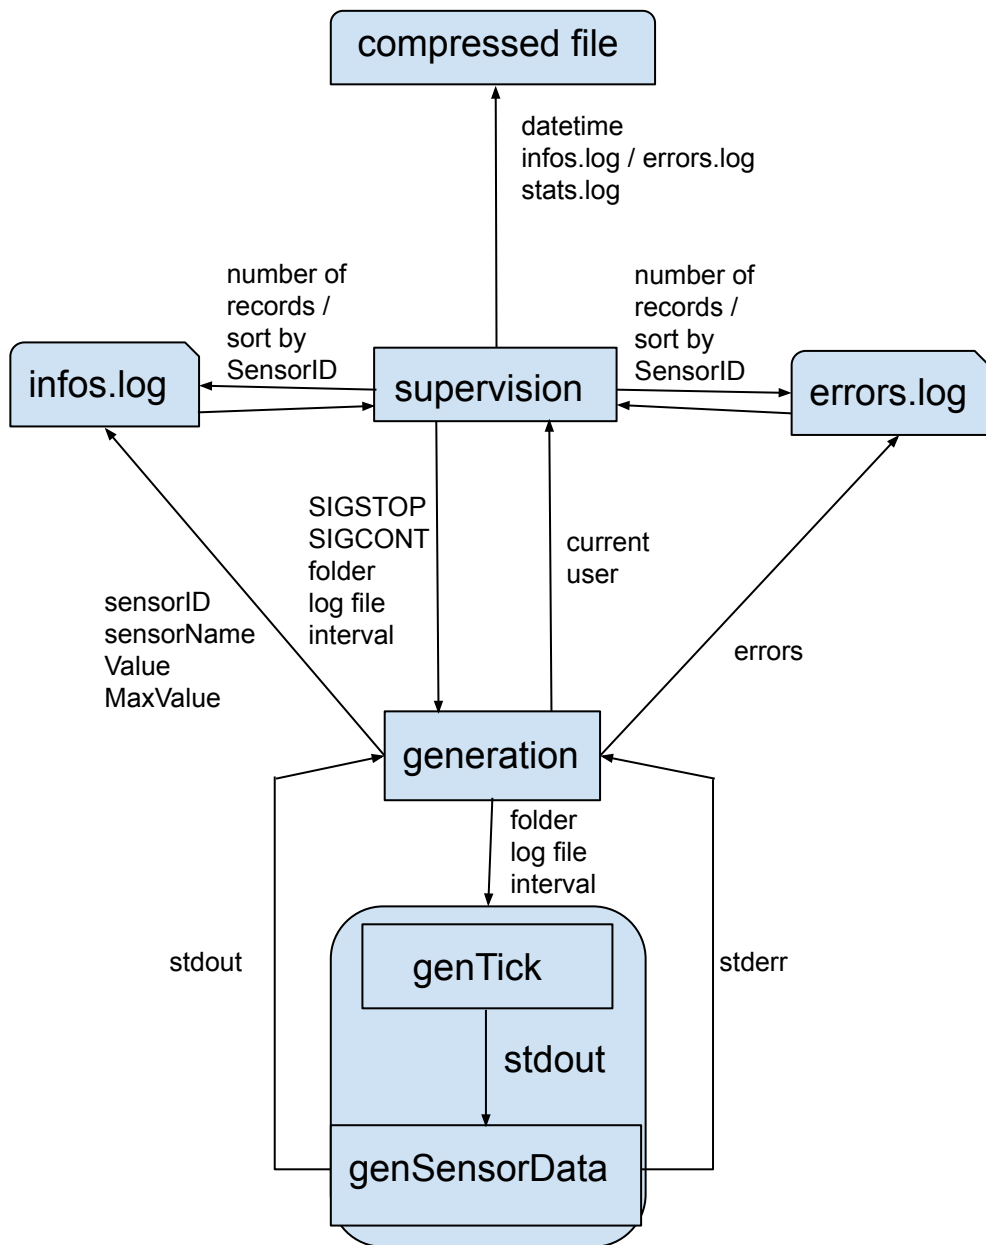 compressed file
datetime
infos.log / errors.log
stats.log
number of
records /
sort by
SensorID
number of
records /
sort by
SensorID
infos.log
supervision
errors.log
SIGSTOP
SIGCONT
folder
log file
interval
current
user
sensorID
sensorName
Value
MaxValue
errors
generation
folder
log file
interval
stdout
genTick
stderr
stdout
genSensorData